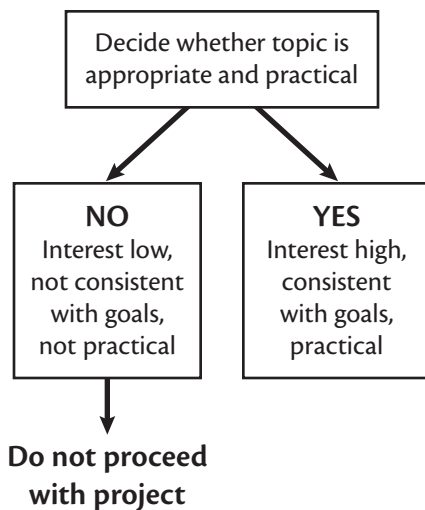 Decide whether topic is
appropriate and practical
NO
Interest low,
not consistent
with goals,
not practical
YES
Interest high,
consistent
with goals,
practical
Do not proceed
with project